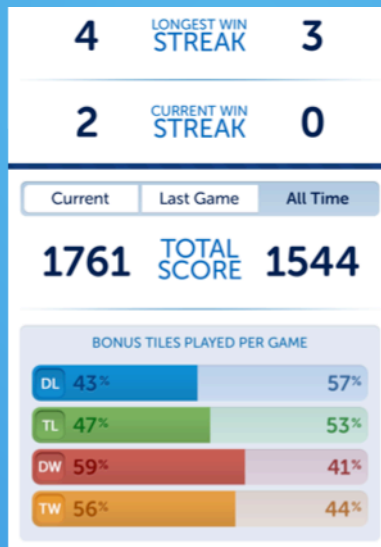 4 LONGEST WIN STREAK 3
2 CURRENT WIN STREAK 0
Current Last Game All Time
1761 TOTAL SCORE 1544
BONUS TILES PLAYED PER GAME
DL 43% 57%
TL 47% 53%
DW 59% 41%
TW 56% 44%